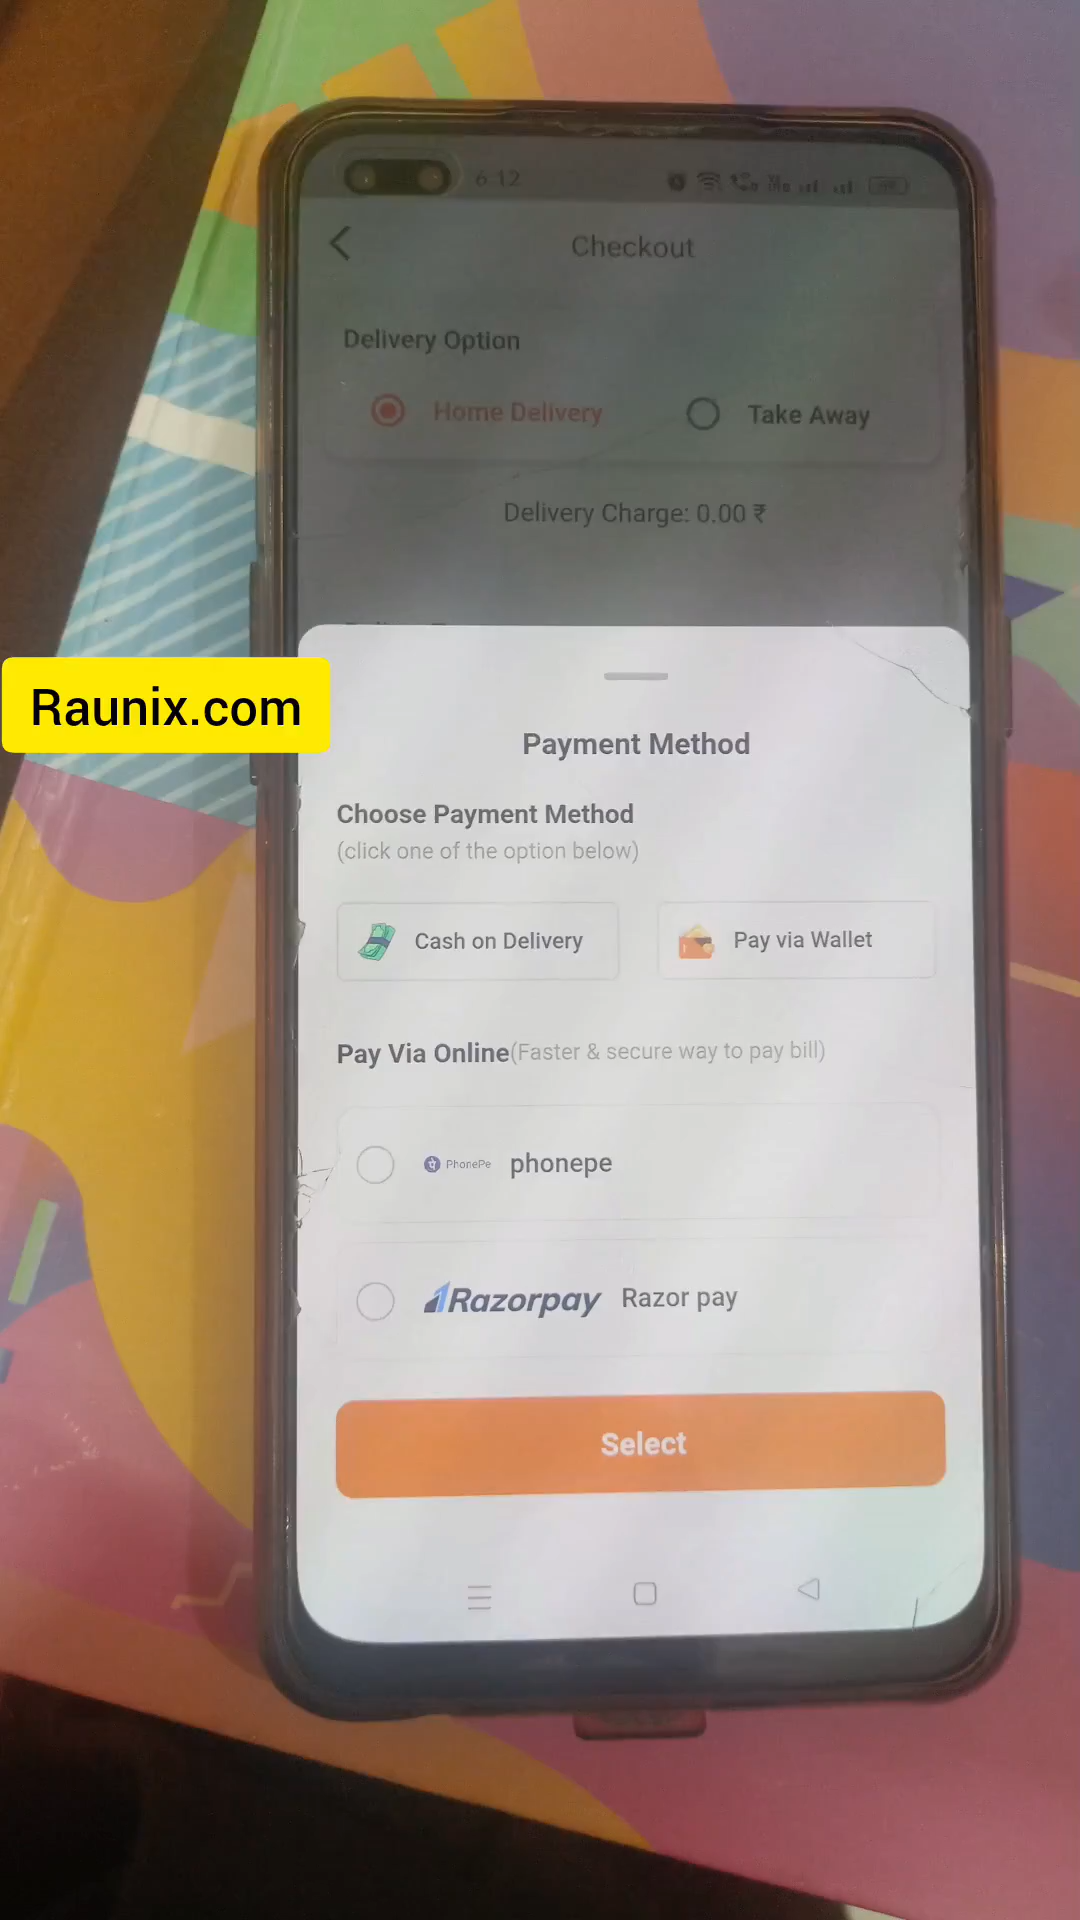 6:12
Checkout
Delivery Option
Home Delivery
Take Away
Delivery Charge: 0.00 ₹
Raunix.com
Payment Method
Choose Payment Method
(click one of the option below)
Cash on Delivery
Pay via Wallet
Pay Via Online(Faster & secure way to pay bill)
PhonePe phonepe
Razorpay Razor pay
Select